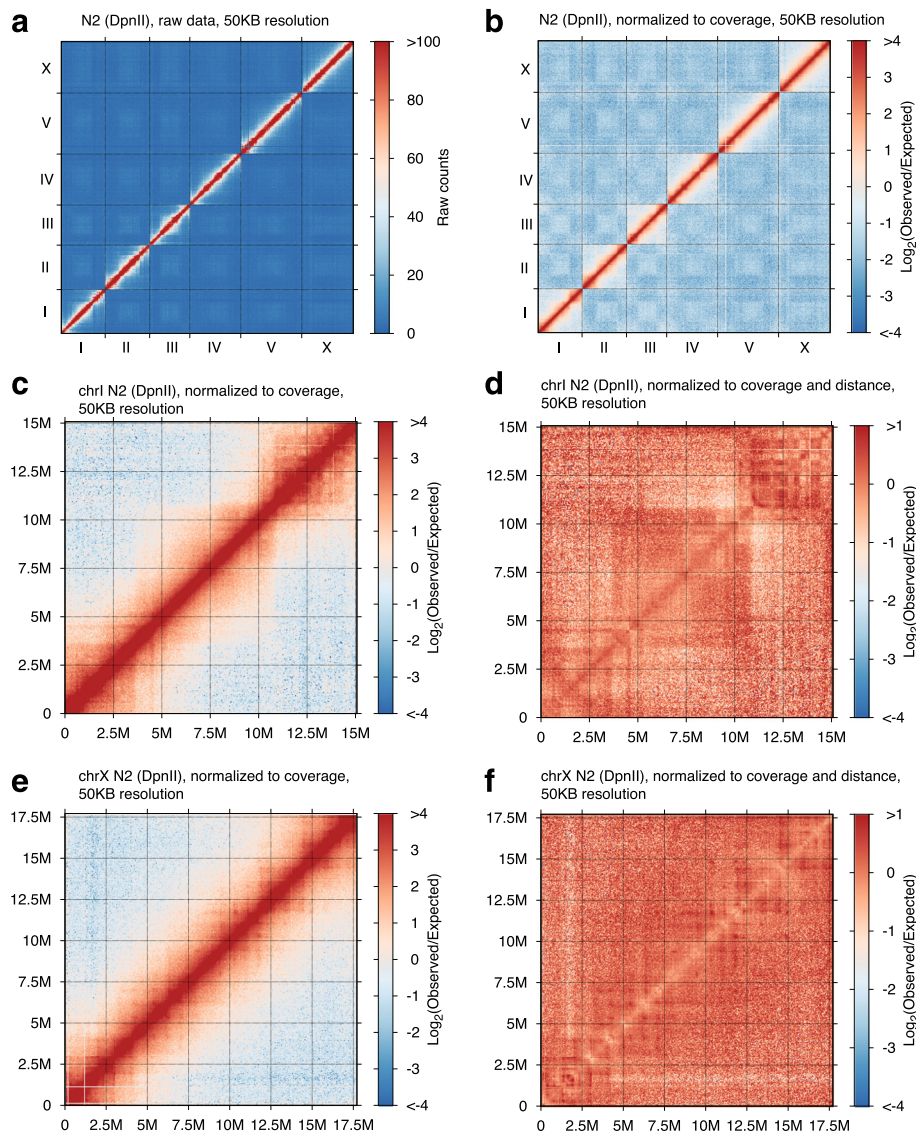 a
N2 (DpnII), raw data, 50KB resolution
X
V
IV
III
II
I
I II III IV V X
>100
80
60
40
20
0
Raw counts
b
N2 (DpnII), normalized to coverage, 50KB resolution
X
V
IV
III
II
I
I II III IV V X
>4
3
2
1
0
-1
-2
-3
<-4
Log2(Observed/Expected)
c
chrI N2 (DpnII), normalized to coverage,
50KB resolution
15M
12.5M
10M
7.5M
5M
2.5M
0
0 2.5M 5M 7.5M 10M 12.5M 15M
>4
3
2
1
0
-1
-2
-3
<-4
Log2(Observed/Expected)
d
chrI N2 (DpnII), normalized to coverage and distance,
50KB resolution
15M
12.5M
10M
7.5M
5M
2.5M
0
0 2.5M 5M 7.5M 10M 12.5M 15M
>1
0
-1
-2
-3
<-4
Log2(Observed/Expected)
e
chrX N2 (DpnII), normalized to coverage,
50KB resolution
17.5M
15M
12.5M
10M
7.5M
5M
2.5M
0
0 2.5M 5M 7.5M 10M 12.5M 15M 17.5M
>4
3
2
1
0
-1
-2
-3
<-4
Log2(Observed/Expected)
f
chrX N2 (DpnII), normalized to coverage and distance,
50KB resolution
17.5M
15M
12.5M
10M
7.5M
5M
2.5M
0
0 2.5M 5M 7.5M 10M 12.5M 15M 17.5M
>1
0
-1
-2
-3
<-4
Log2(Observed/Expected)